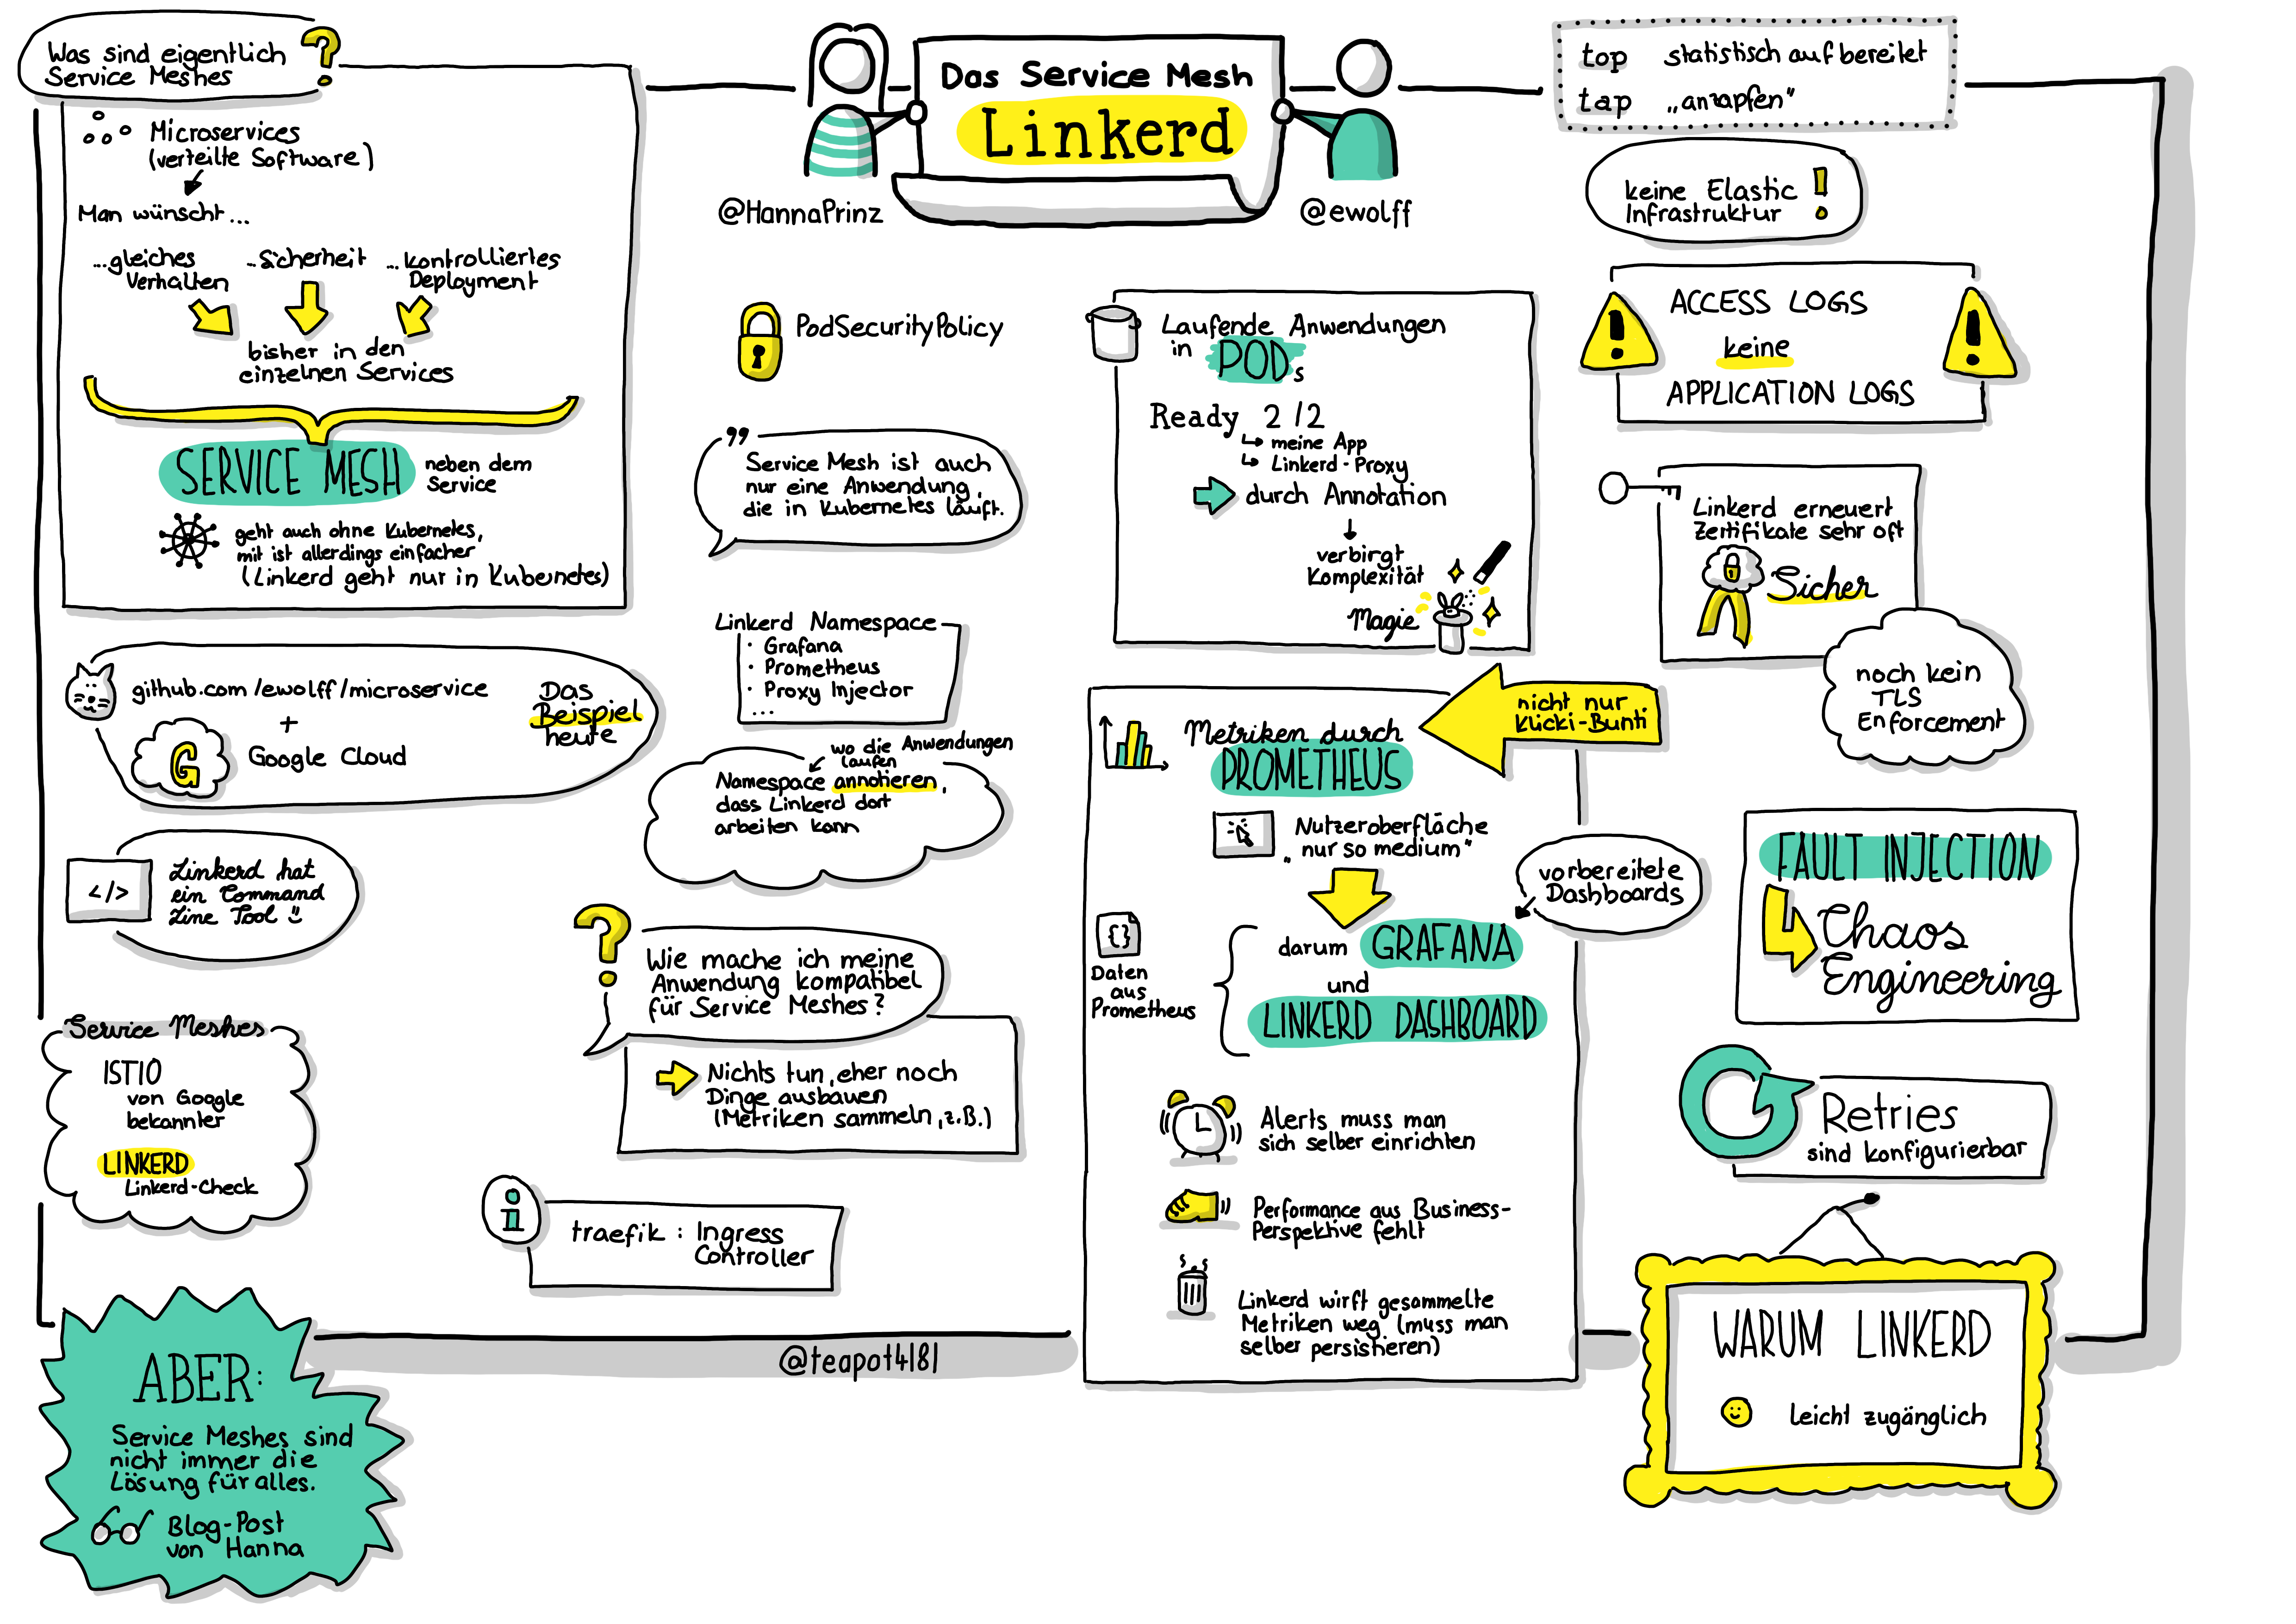 Was sind eigentlich
Service Meshes
?
Microservices
(verteilte Software)
Man wünscht...
...gleiches
Verhalten
...Sicherheit
...kontrolliertes
Deployment
bisher in den
einzelnen Services
SERVICE MESH
neben dem
Service
geht auch ohne Kubernetes,
mit ist allerdings einfacher
(Linkerd geht nur in Kubernetes)
github.com/ewolff/microservice
+
G
Google Cloud
Das
Beispiel
heute
</>
Linkerd hat
ein Command
Line Tool
Service Meshes
ISTIO
von Google
bekannter
LINKERD
Linkerd-Check
ABER:
Service Meshes sind
nicht immer die
Lösung für alles.
Blog-Post
von Hanna
Das Service Mesh
Linkerd
@HannaPrinz
@ewolff
PodSecurityPolicy
"
Service Mesh ist auch
nur eine Anwendung,
die in Kubernetes läuft.
Linkerd Namespace
· Grafana
· Prometheus
· Proxy Injector
...
wo die Anwendungen
laufen
Namespace annotieren,
dass Linkerd dort
arbeiten kann
?
Wie mache ich meine
Anwendung kompatibel
für Service Meshes?
Nichts tun, eher noch
Dinge ausbauen
(Metriken sammeln, z.B.)
i
traefik: Ingress
Controller
@teapot4181
Laufende Anwendungen
in PODs
Ready 2/2
meine App
Linkerd-Proxy
durch Annotation
verbirgt
Komplexität
Magie
nicht nur
Klicki-Bunti
Metriken durch
PROMETHEUS
Nutzeroberfläche
„nur so medium"
vorbereitete
Dashboards
{}
Daten
aus
Prometheus
darum GRAFANA
und
LINKERD DASHBOARD
Alerts muss man
sich selber einrichten
Performance aus Business-
Perspektive fehlt
Linkerd wirft gesammelte
Metriken weg (muss man
selber persistieren)
top statistisch aufbereitet
tap „anzapfen"
keine Elastic
Infrastruktur
!
!
ACCESS LOGS
keine
APPLICATION LOGS
!
Linkerd erneuert
Zertifikate sehr oft
Sicher
noch kein
TLS
Enforcement
FAULT INJECTION
Chaos
Engineering
Retries
sind konfigurierbar
WARUM LINKERD
leicht zugänglich